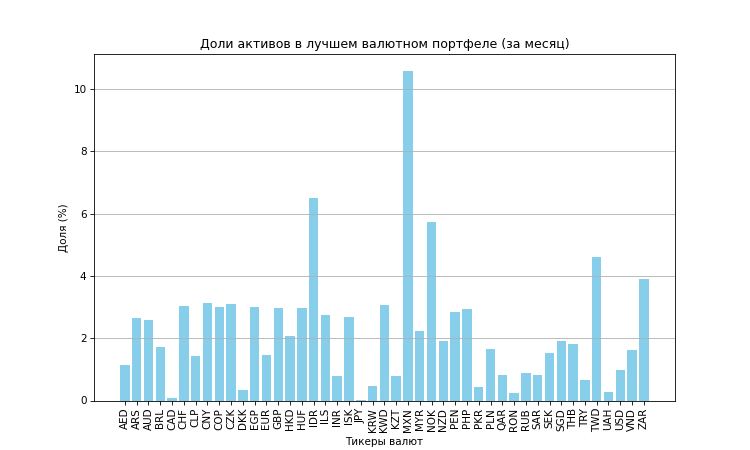 Доли активов в лучшем валютном портфеле (за месяц)
Доля (%)
10
8
6
4
2
0
AED ARS AUD BRL CAD CHF CLP CNY COP CZK DKK EGP EUR GBP HKD HUF IDR ILS INR ISK JPY KRW KWD KZT MXN MYR NOK NZD PEN PHP PKR PLN QAR RON RUB SAR SEK SGD THB TRY TWD UAH USD VND ZAR
Тикеры валют